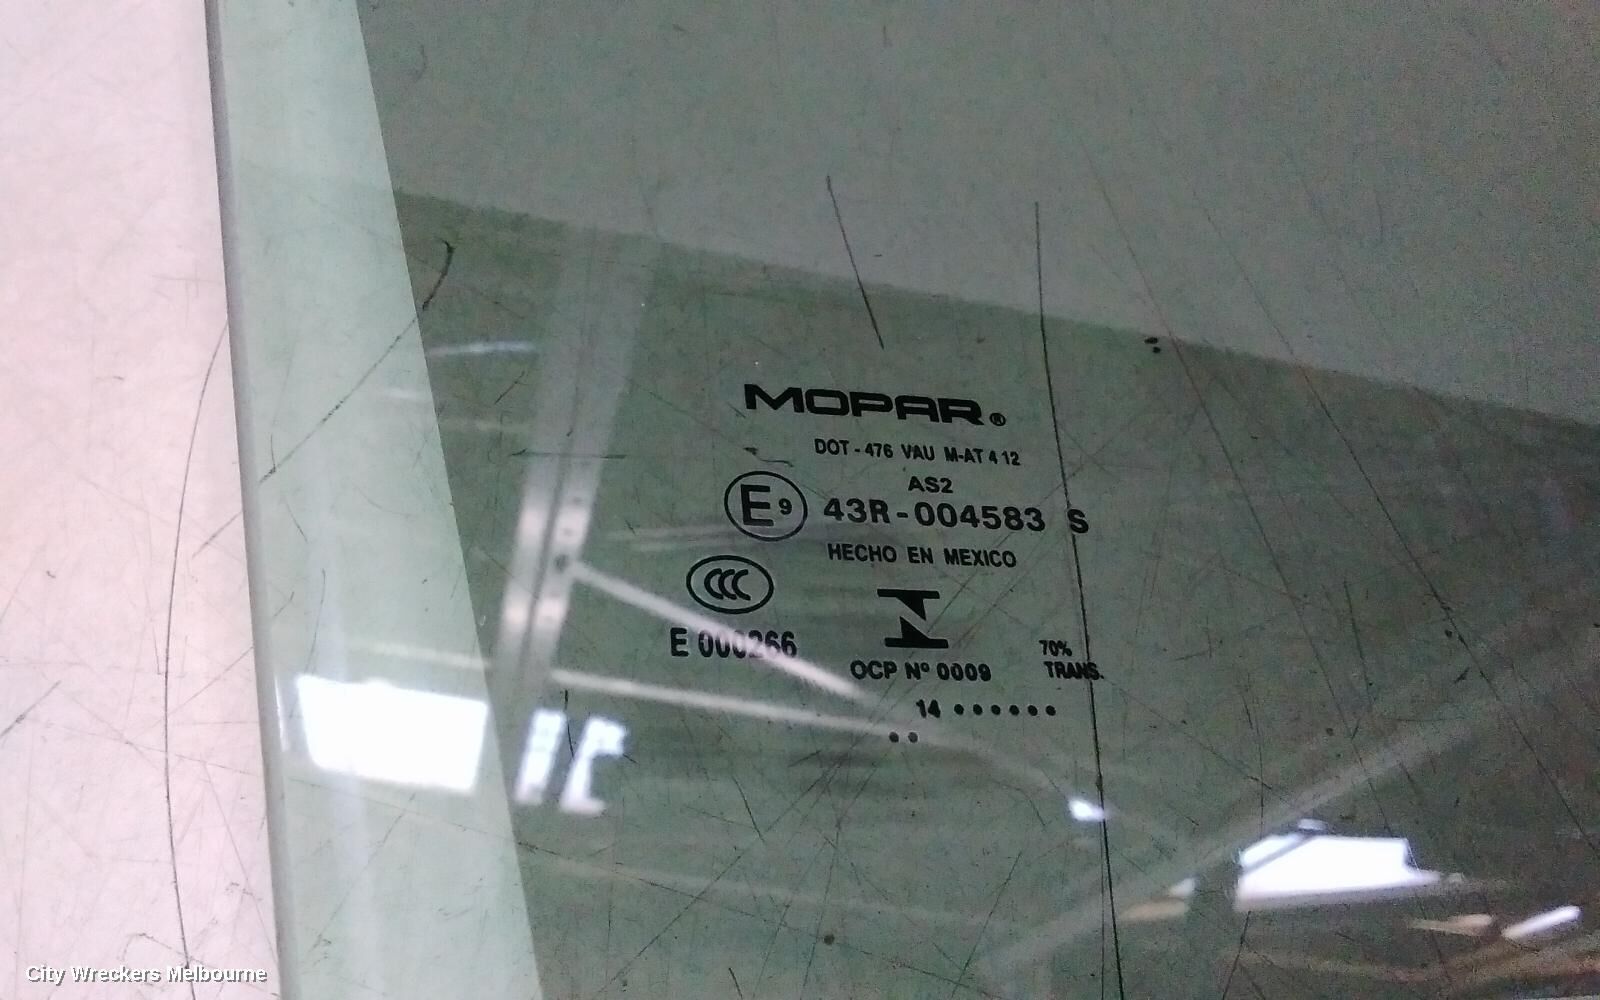 MOPAR®
DOT - 476 VAU M-AT 4 12
AS2
E9 43R - 004583 S
HECHO EN MEXICO
CCC
E 000266
OCP Nº 0009
70%
TRANS.
14 • • • • • •
• •
City Wreckers Melbourne